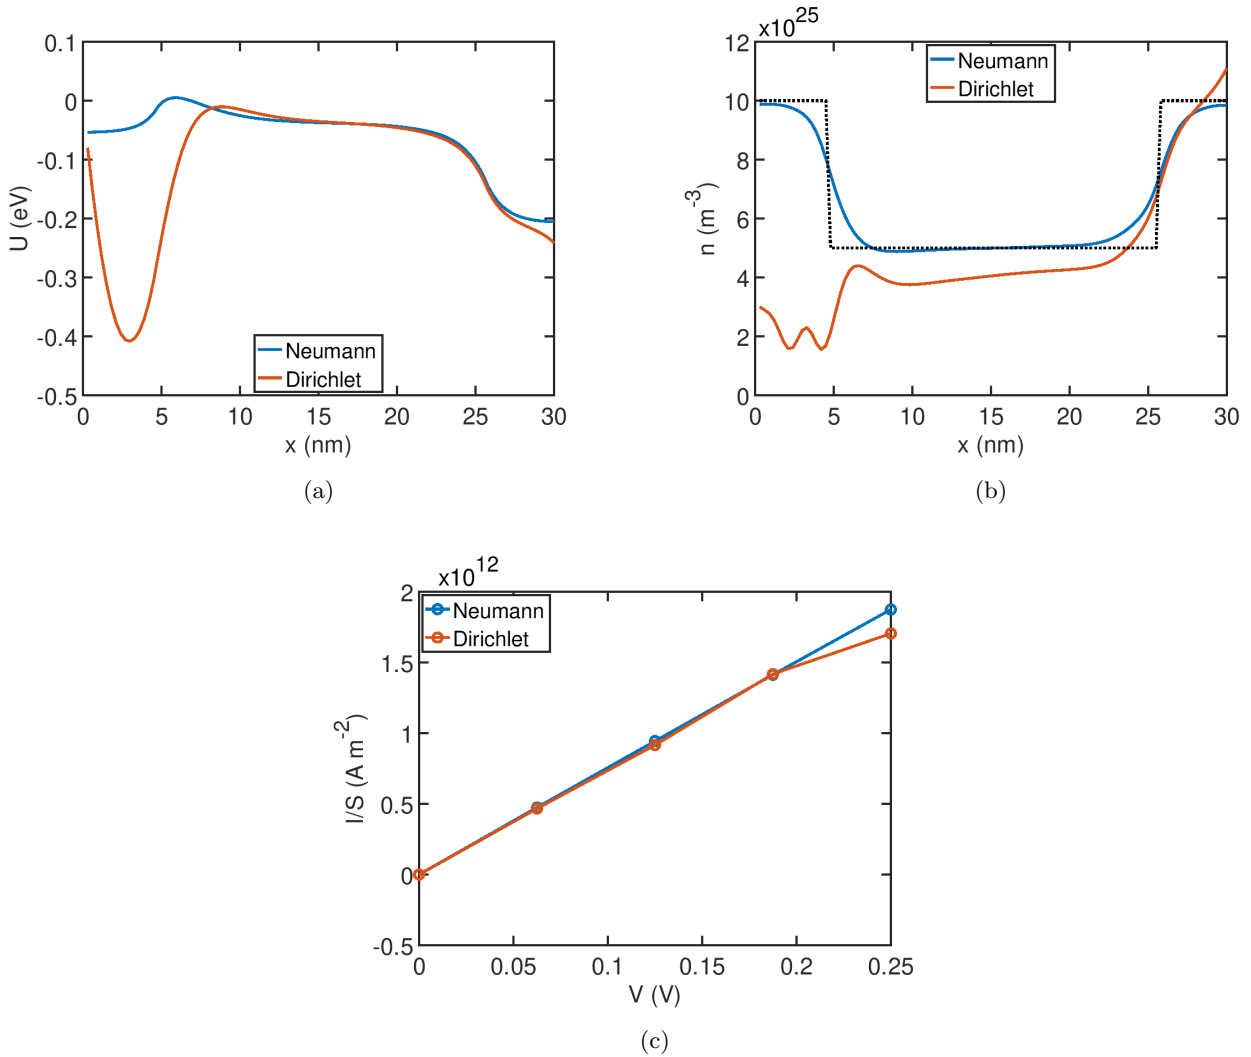 0.1
0
-0.1
-0.2
-0.3
-0.4
-0.5
U (eV)
Neumann
Dirichlet
0 5 10 15 20 25 30
x (nm)
(a)
x10^25
12
10
8
6
4
2
0
n (m^-3)
Neumann
Dirichlet
0 5 10 15 20 25 30
x (nm)
(b)
x10^12
2
1.5
1
0.5
0
-0.5
I/S (A m^-2)
Neumann
Dirichlet
0 0.05 0.1 0.15 0.2 0.25
V (V)
(c)